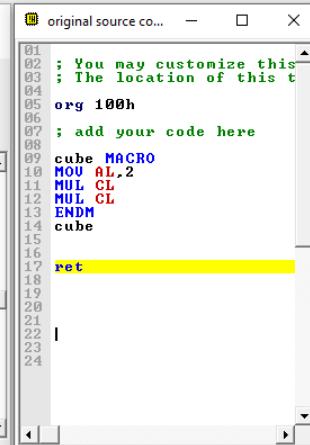 original source co...
01
02 ; You may customize this
03 ; The location of this t
04
05 org 100h
06
07 ; add your code here
08
09 cube MACRO
10 MOV AL,2
11 MUL CL
12 MUL CL
13 ENDM
14 cube
15
16
17 ret
18
19
20
21
22
23
24